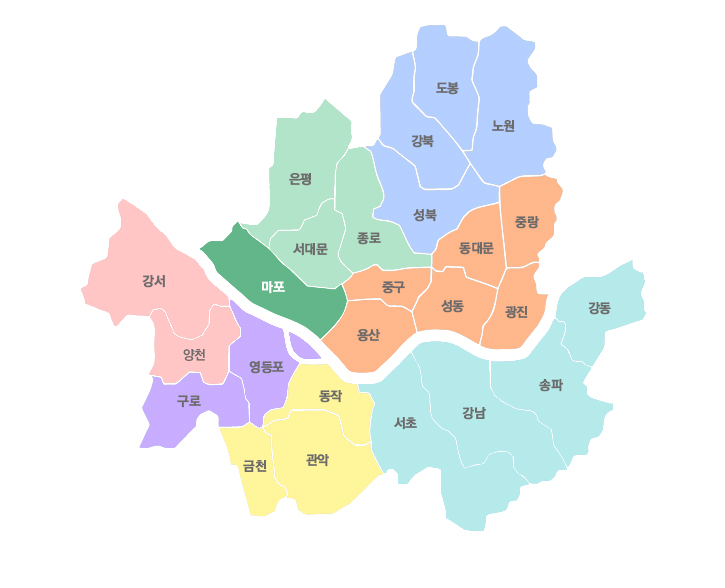 도봉
노원
강북
은평
성북
중랑
서대문
종로
동대문
강서
마포
중구
성동
광진
강동
용산
양천
영등포
송파
동작
구로
서초
강남
금천
관악